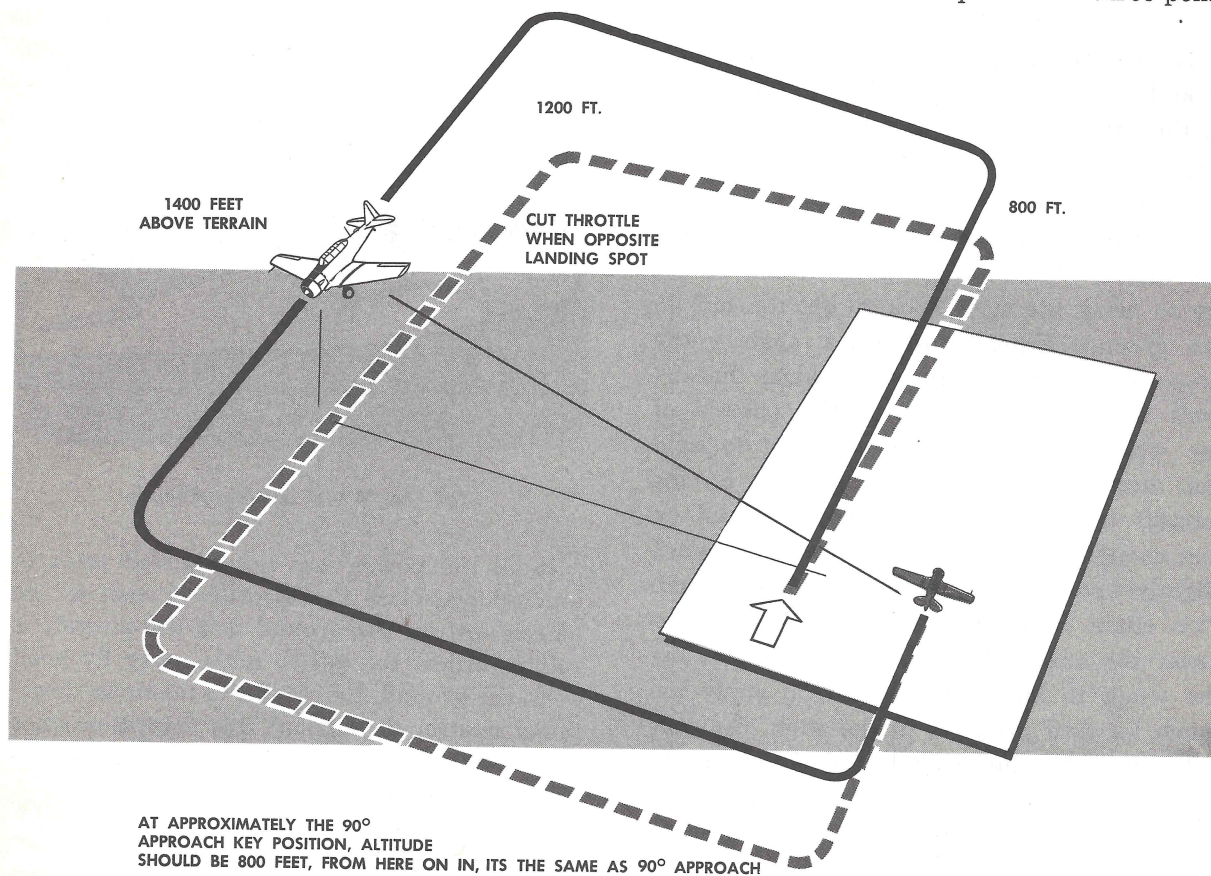 1200 FT.
800 FT.
1400 FEET
ABOVE TERRAIN
CUT THROTTLE
WHEN OPPOSITE
LANDING SPOT
AT APPROXIMATELY THE 90°
APPROACH KEY POSITION, ALTITUDE
SHOULD BE 800 FEET, FROM HERE ON IN, ITS THE SAME AS 90° APPROACH